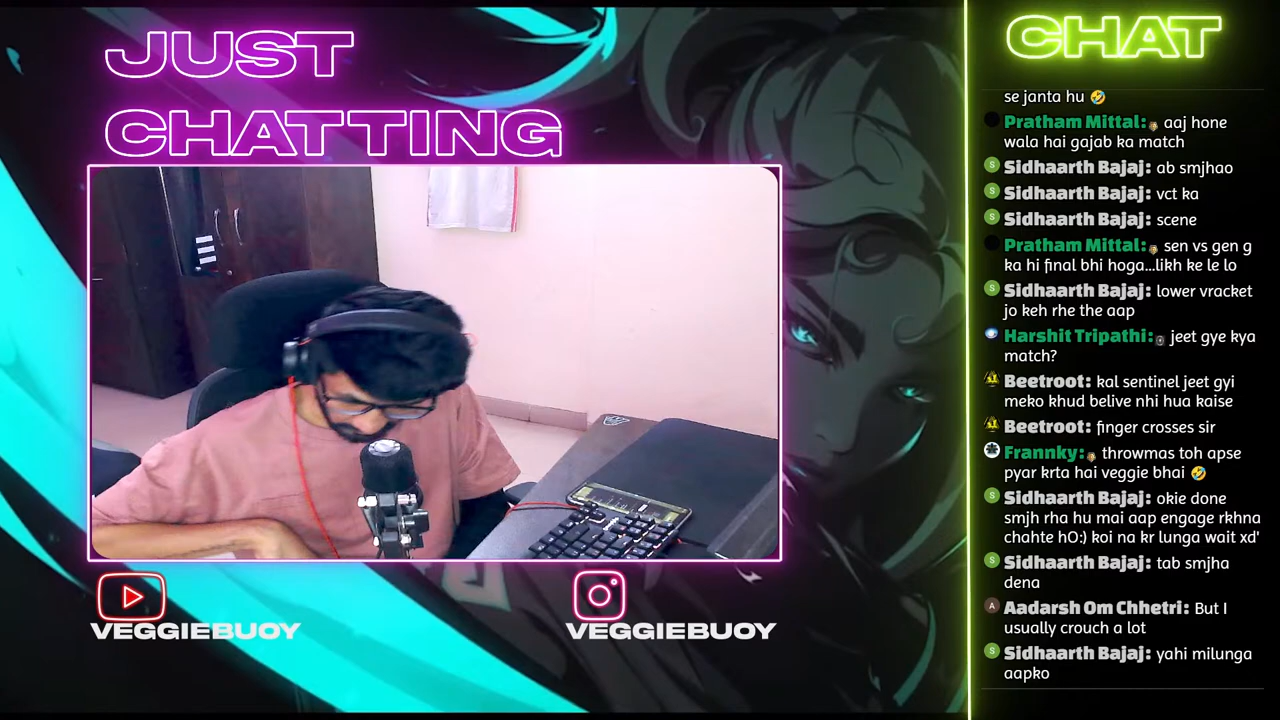 JUST
CHATTING
VEGGIEBUOY
VEGGIEBUOY
CHAT
se janta hu 🤣
Pratham Mittal: aaj hone
wala hai gajab ka match
Sidhaarth Bajaj: ab smjhao
Sidhaarth Bajaj: vct ka
Sidhaarth Bajaj: scene
Pratham Mittal: sen vs gen g
ka hi final bhi hoga...likh ke le lo
Sidhaarth Bajaj: lower vracket
jo keh rhe the aap
Harshit Tripathi: jeet gye kya
match?
Beetroot: kal sentinel jeet gyi
meko khud belive nhi hua kaise
Beetroot: finger crosses sir
Frannky: throwmas toh apse
pyar krta hai veggie bhai 🤣
Sidhaarth Bajaj: okie done
smjh rha hu mai aap engage rkhna
chahte hO:) koi na kr lunga wait xd'
Sidhaarth Bajaj: tab smjha
dena
Aadarsh Om Chhetri: But I
usually crouch a lot
Sidhaarth Bajaj: yahi milunga
aapko